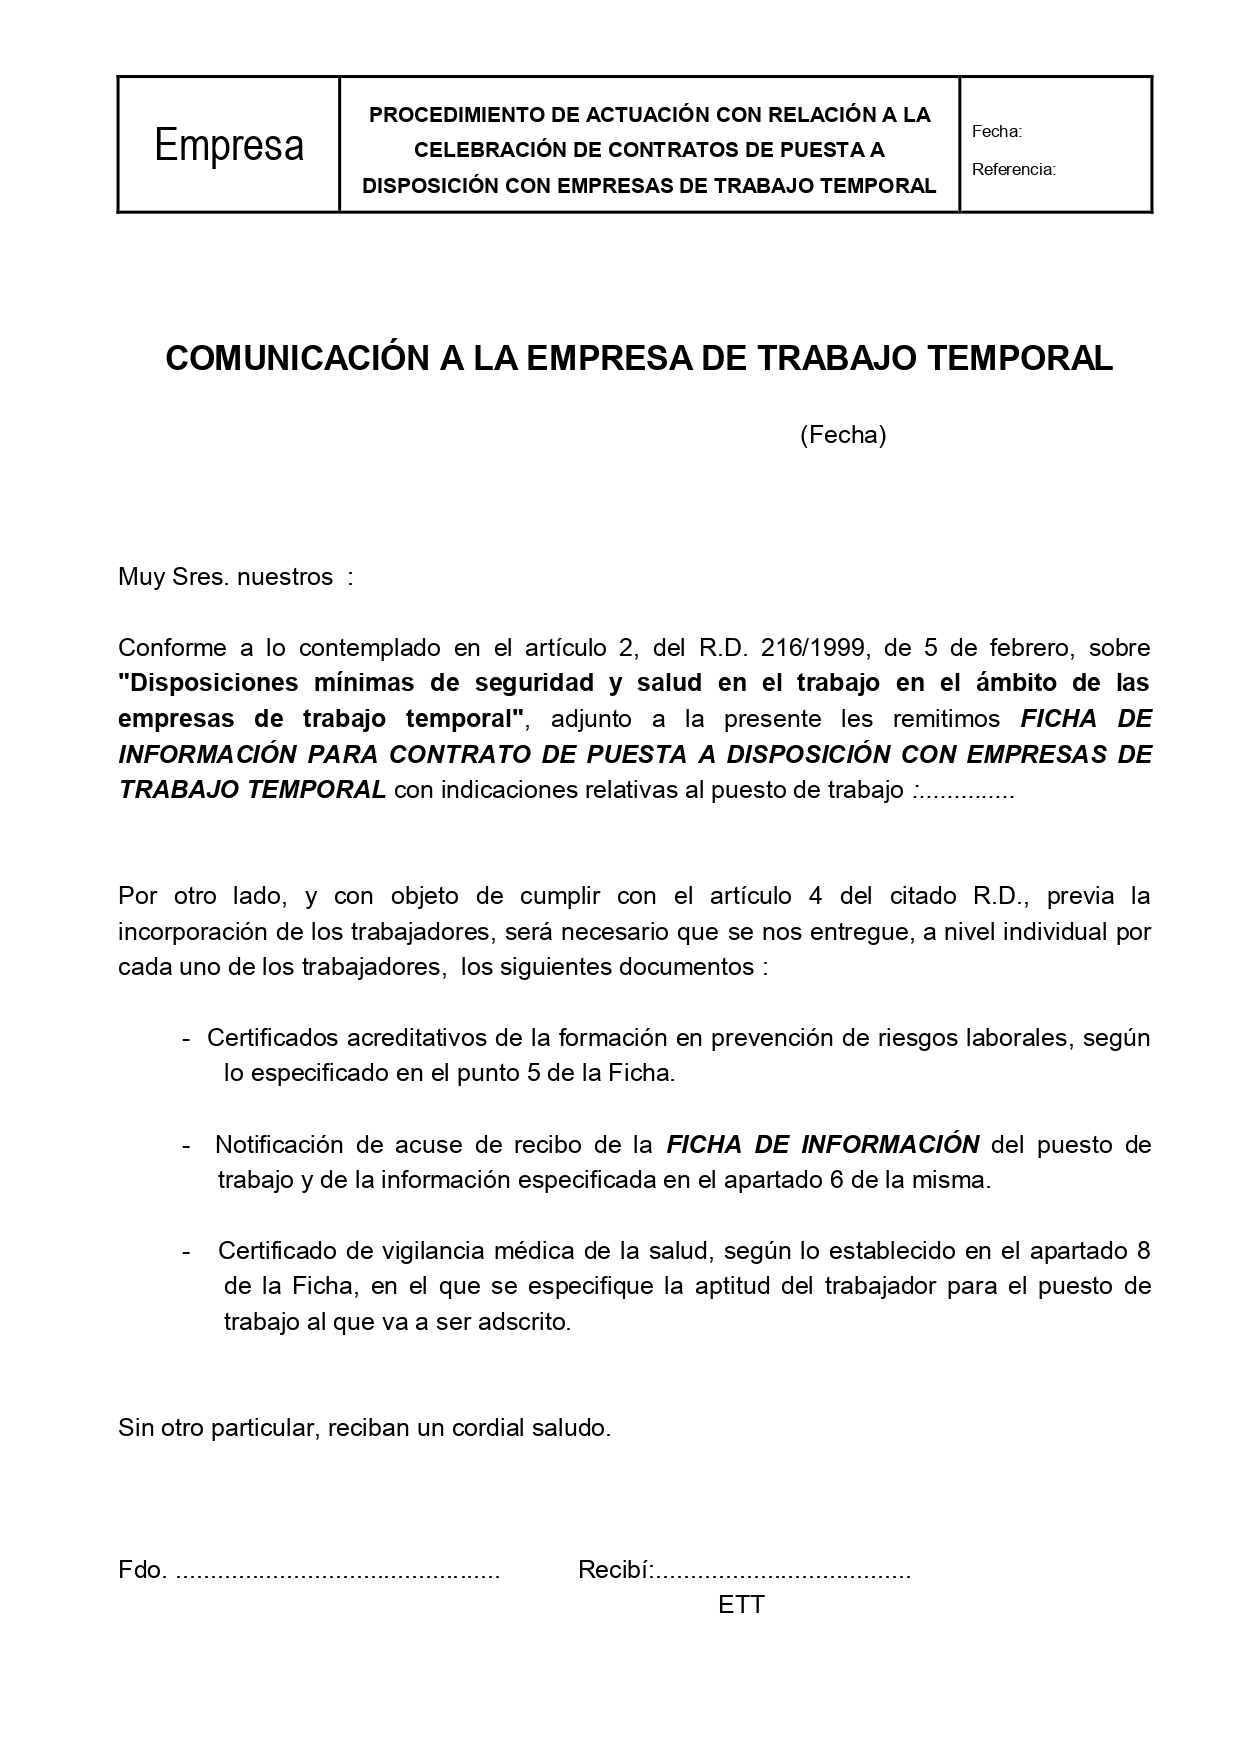 Empresa
PROCEDIMIENTO DE ACTUACIÓN CON RELACIÓN A LA
CELEBRACIÓN DE CONTRATOS DE PUESTA A
DISPOSICIÓN CON EMPRESAS DE TRABAJO TEMPORAL
Fecha:
Referencia:
COMUNICACIÓN A LA EMPRESA DE TRABAJO TEMPORAL
(Fecha)
Muy Sres. nuestros  :
Conforme a lo contemplado en el artículo 2, del R.D. 216/1999, de 5 de febrero, sobre
"Disposiciones mínimas de seguridad y salud en el trabajo en el ámbito de las
empresas de trabajo temporal", adjunto a la presente les remitimos FICHA DE
INFORMACIÓN PARA CONTRATO DE PUESTA A DISPOSICIÓN CON EMPRESAS DE
TRABAJO TEMPORAL con indicaciones relativas al puesto de trabajo :..............
Por otro lado, y con objeto de cumplir con el artículo 4 del citado R.D., previa la
incorporación de los trabajadores, será necesario que se nos entregue, a nivel individual por
cada uno de los trabajadores,  los siguientes documentos :
- Certificados acreditativos de la formación en prevención de riesgos laborales, según
lo especificado en el punto 5 de la Ficha.
- Notificación de acuse de recibo de la FICHA DE INFORMACIÓN del puesto de
trabajo y de la información especificada en el apartado 6 de la misma.
- Certificado de vigilancia médica de la salud, según lo establecido en el apartado 8
de la Ficha, en el que se especifique la aptitud del trabajador para el puesto de
trabajo al que va a ser adscrito.
Sin otro particular, reciban un cordial saludo.
Fdo. ............................................... Recibí:.....................................
ETT